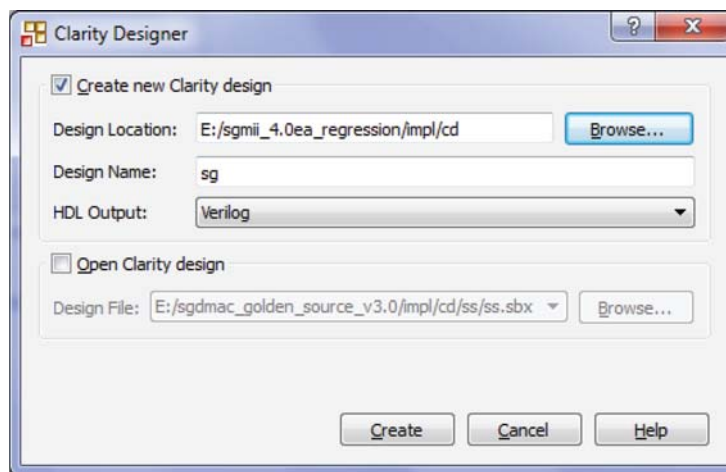 Clarity Designer
Create new Clarity design
Design Location: E:/sgmii_4.0ea_regression/impl/cd Browse...
Design Name: sg
HDL Output: Verilog
Open Clarity design
Design File: E:/sgdmac_golden_source_v3.0/impl/cd/ss/ss.sbx Browse...
Create Cancel Help